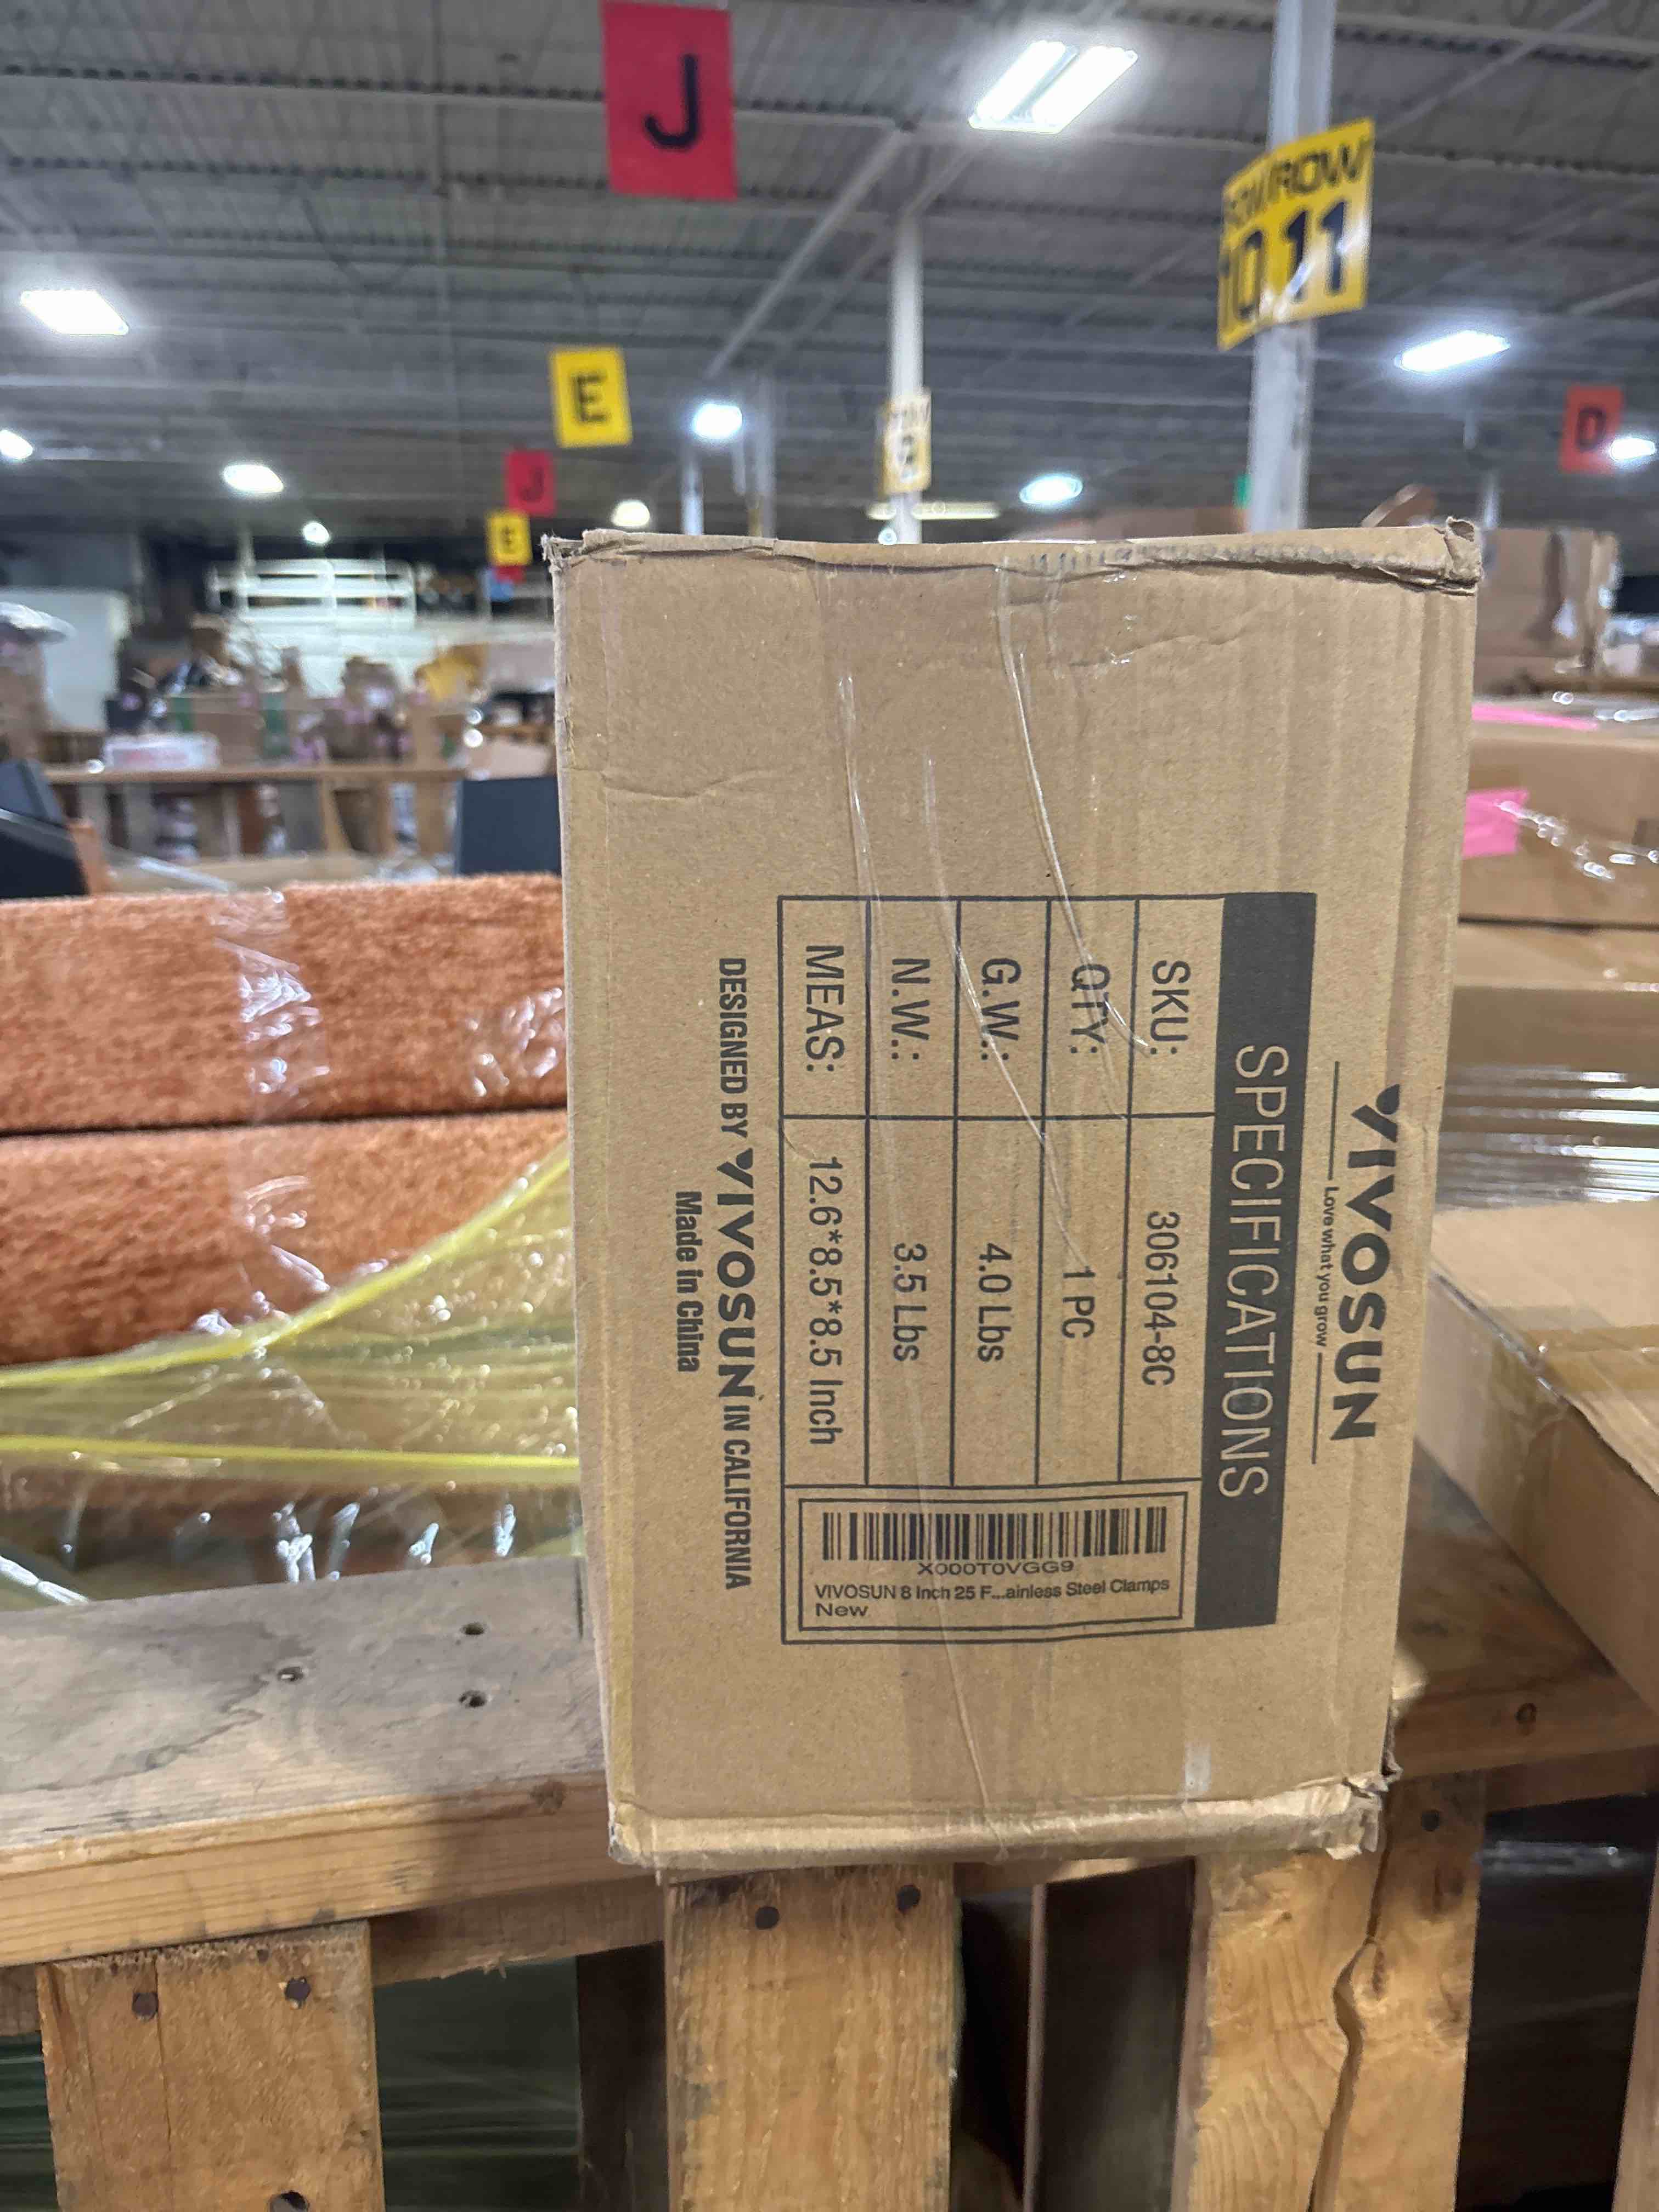 J
ROW
10
ROW
11
E
J
E
D
VIVOSUN
Love what you grow
SPECIFICATIONS
SKU: 306104-8C
QTY: 1 PC
G.W.: 4.0 Lbs
N.W.: 3.5 Lbs
MEAS: 12.6*8.5*8.5 Inch
X000T0VGG9
VIVOSUN 8 Inch 25 F...ainless Steel Clamps
New
DESIGNED BY VIVOSUN IN CALIFORNIA
Made in China